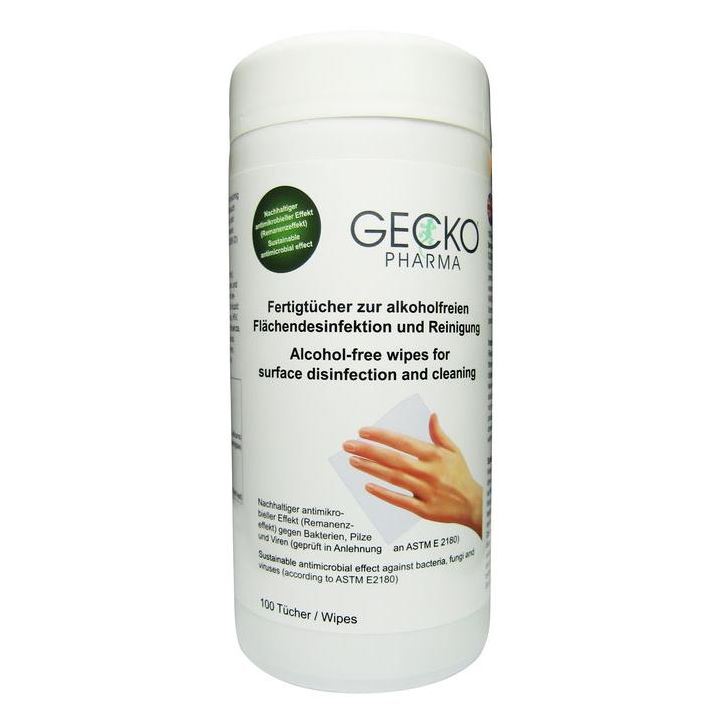 Nachhaltiger
antimikrobieller Effekt
(Remanenzeffekt)
Sustainable
antimicrobial effect
GECKO
PHARMA
Fertigtücher zur alkoholfreien
Flächendesinfektion und Reinigung
Alcohol-free wipes for
surface disinfection and cleaning
Nachhaltiger antimikro-
bieller Effekt (Remanenz-
effekt) gegen Bakterien, Pilze
und Viren (geprüft in Anlehnung an ASTM E 2180)
Sustainable antimicrobial effect against bacteria, fungi and
viruses (according to ASTM E2180)
100 Tücher / Wipes